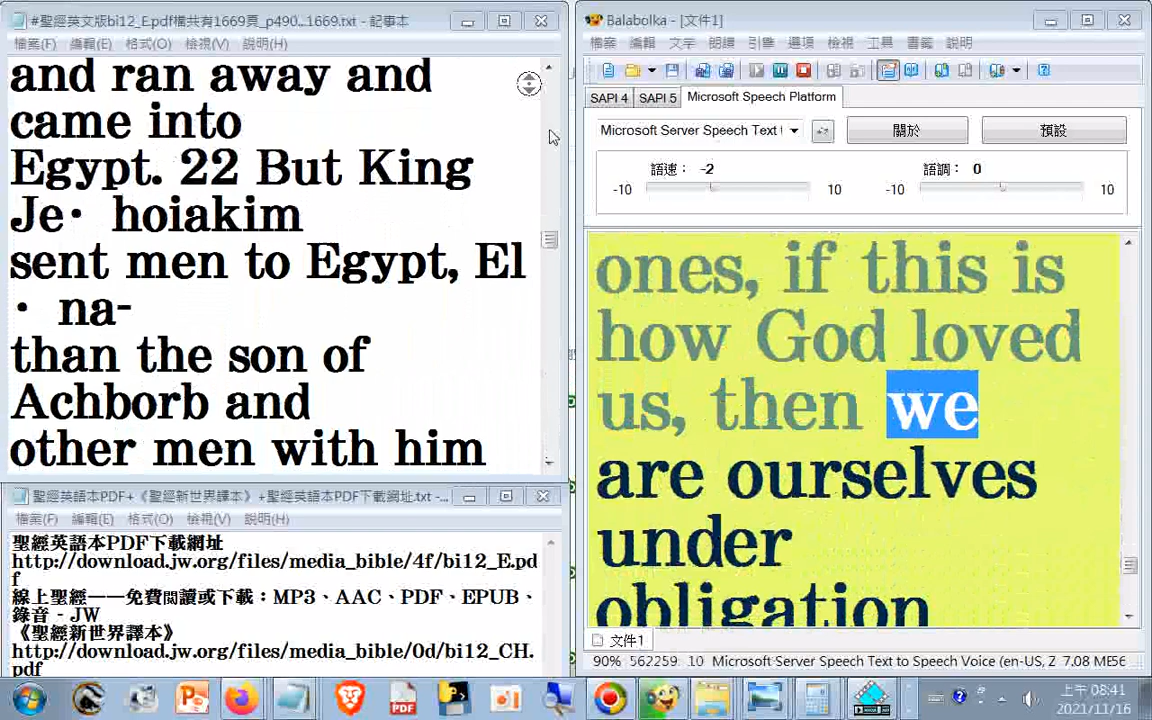 #聖經英文版bi12_E.pdf檔共有1669頁_p490...1669.txt - 記事本
檔案(F) 編輯(E) 格式(O) 檢視(V) 說明(H)
and ran away and
came into
Egypt. 22 But King
Je· hoiakim
sent men to Egypt, El
· na-
than the son of
Achborb and
other men with him
聖經英語本PDF+《聖經新世界譯本》+聖經英語本PDF下載網址.txt -...
檔案(F) 編輯(E) 格式(O) 檢視(V) 說明(H)
聖經英語本PDF下載網址
http://download.jw.org/files/media_bible/4f/bi12_E.pd
f
線上聖經——免費閱讀或下載：MP3、AAC、PDF、EPUB、
錄音 - JW
《聖經新世界譯本》
http://download.jw.org/files/media_bible/0d/bi12_CH.
pdf
Balabolka - [文件1]
檔案 編輯 文字 朗讀 引擎 選項 檢視 工具 書籤 說明
SAPI 4 SAPI 5 Microsoft Speech Platform
Microsoft Server Speech Text 關於 預設
語速： -2 語調： 0
-10 10 -10 10
ones, if this is
how God loved
us, then we
are ourselves
under
obligation
文件1
90% 562259: 10 Microsoft Server Speech Text to Speech Voice (en-US, Z 7.08 ME56
PDF
上午 08:41
2021/11/16